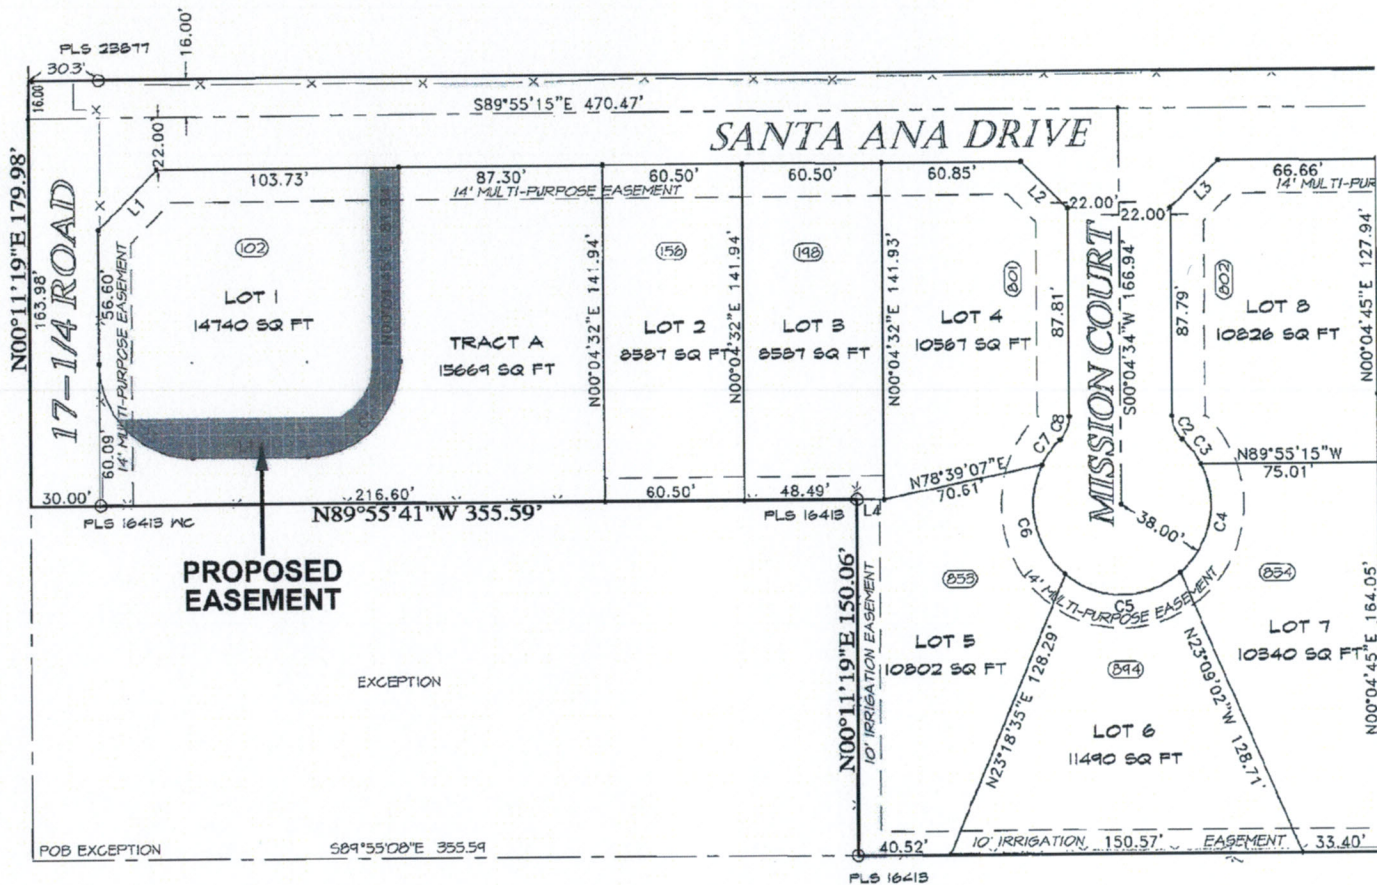 PLS 23877
30.3'
16.00'
16.00'
S89°55'15"E 470.47'
SANTA ANA DRIVE
22.00'
103.73'
87.30'
14' MULTI-PURPOSE EASEMENT
60.50'
60.50'
60.85'
66.66'
14' MULTI-PUR
L1
L2
L3
22.00'
22.00'
N00°11'19"E 179.98'
163.98'
17-1/4 ROAD
56.60'
60.09'
14' MULTI-PURPOSE EASEMENT
102
LOT 1
14740 SQ FT
TRACT A
15669 SQ FT
N00°04'32"E 141.94'
158
LOT 2
8587 SQ FT
N00°04'32"E 141.94'
198
LOT 3
8587 SQ FT
N00°04'32"E 141.93'
801
LOT 4
10567 SQ FT
87.81'
MISSION COURT
S00°04'34"W 166.94'
87.79'
802
LOT 8
10826 SQ FT
N00°04'45"E 127.94'
C8
C7
C2
C3
N89°55'15"W
75.01'
N78°39'07"E
70.61'
30.00'
216.60'
60.50'
48.49'
L4
PLS 16413 WC
N89°55'41"W 355.59'
PLS 16413
PROPOSED
EASEMENT
C6
38.00'
C4
C5
14' MULTI-PURPOSE EASEMENT
N00°11'19"E 150.06'
10' IRRIGATION EASEMENT
853
LOT 5
10802 SQ FT
N23°18'35"E 128.29'
894
LOT 6
11490 SQ FT
N23°09'02"W 128.71'
854
LOT 7
10340 SQ FT
N00°04'45"E 164.05'
EXCEPTION
POB EXCEPTION
S89°55'08"E 355.59
40.52'
10' IRRIGATION
150.57'
EASEMENT
33.40'
PLS 16413